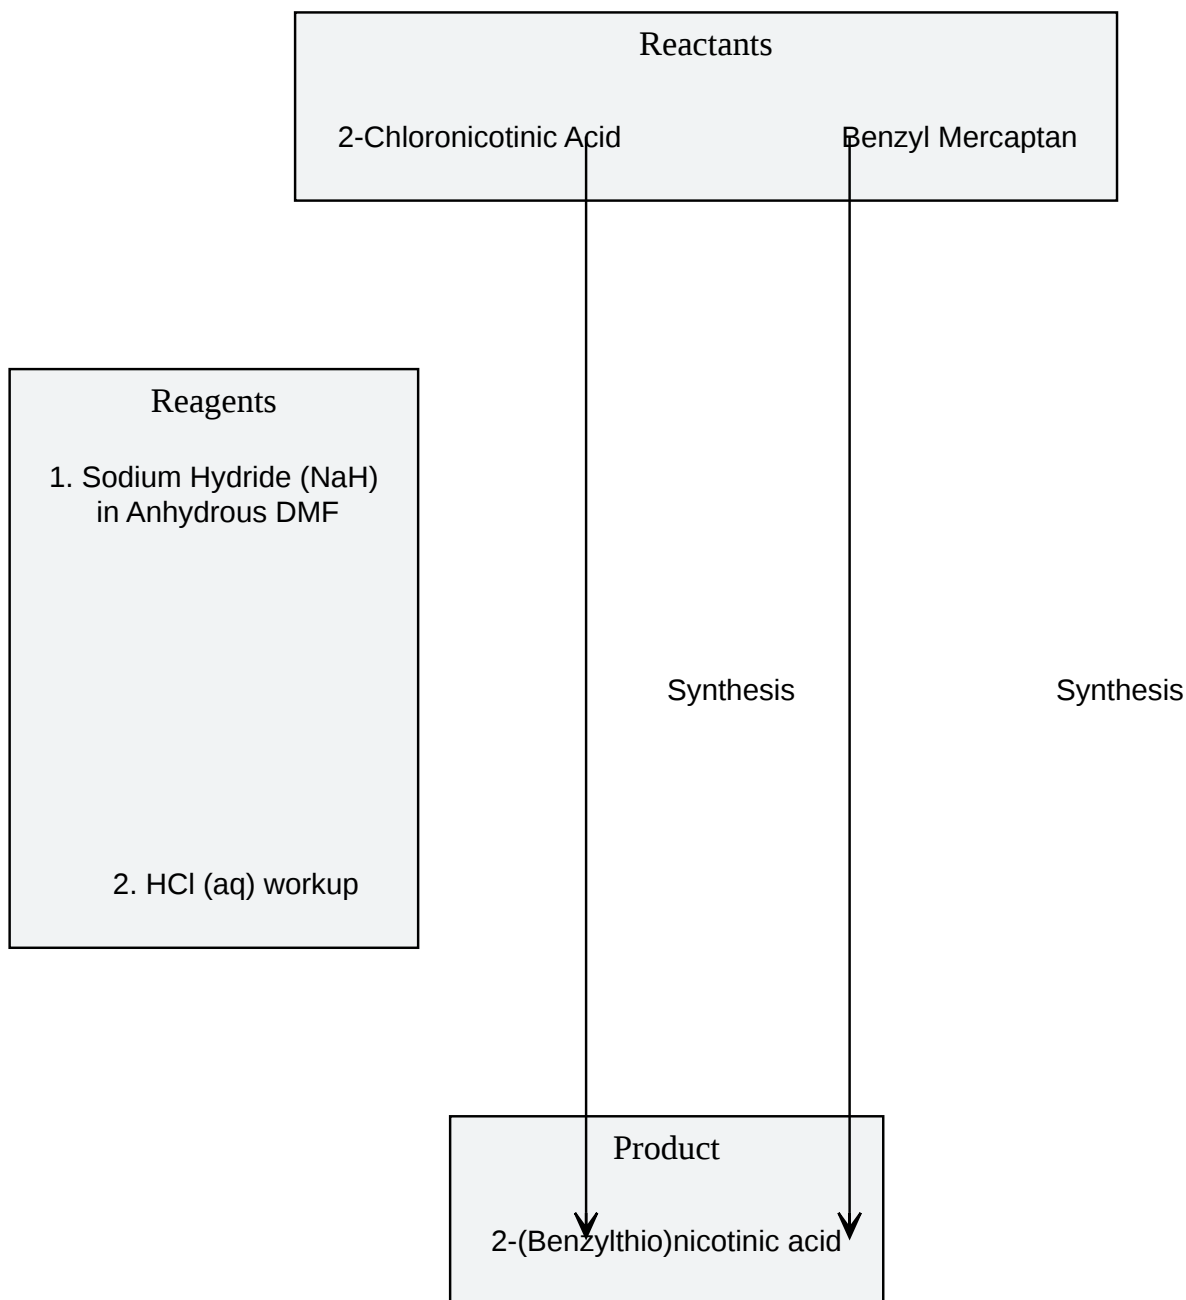 Reactants
2-Chloronicotinic Acid
Benzyl Mercaptan
Reagents
1. Sodium Hydride (NaH)
in Anhydrous DMF
Synthesis
Synthesis
2. HCl (aq) workup
Product
2-(Benzylthio)nicotinic acid